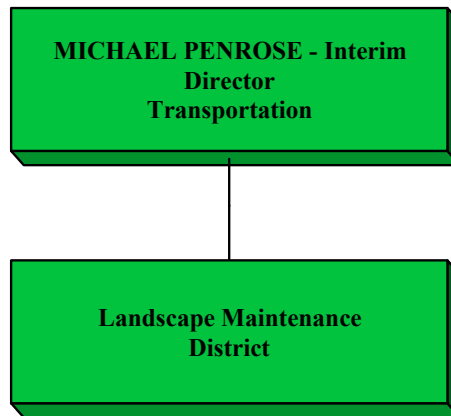 MICHAEL PENROSE - Interim
Director
Transportation
Landscape Maintenance
District